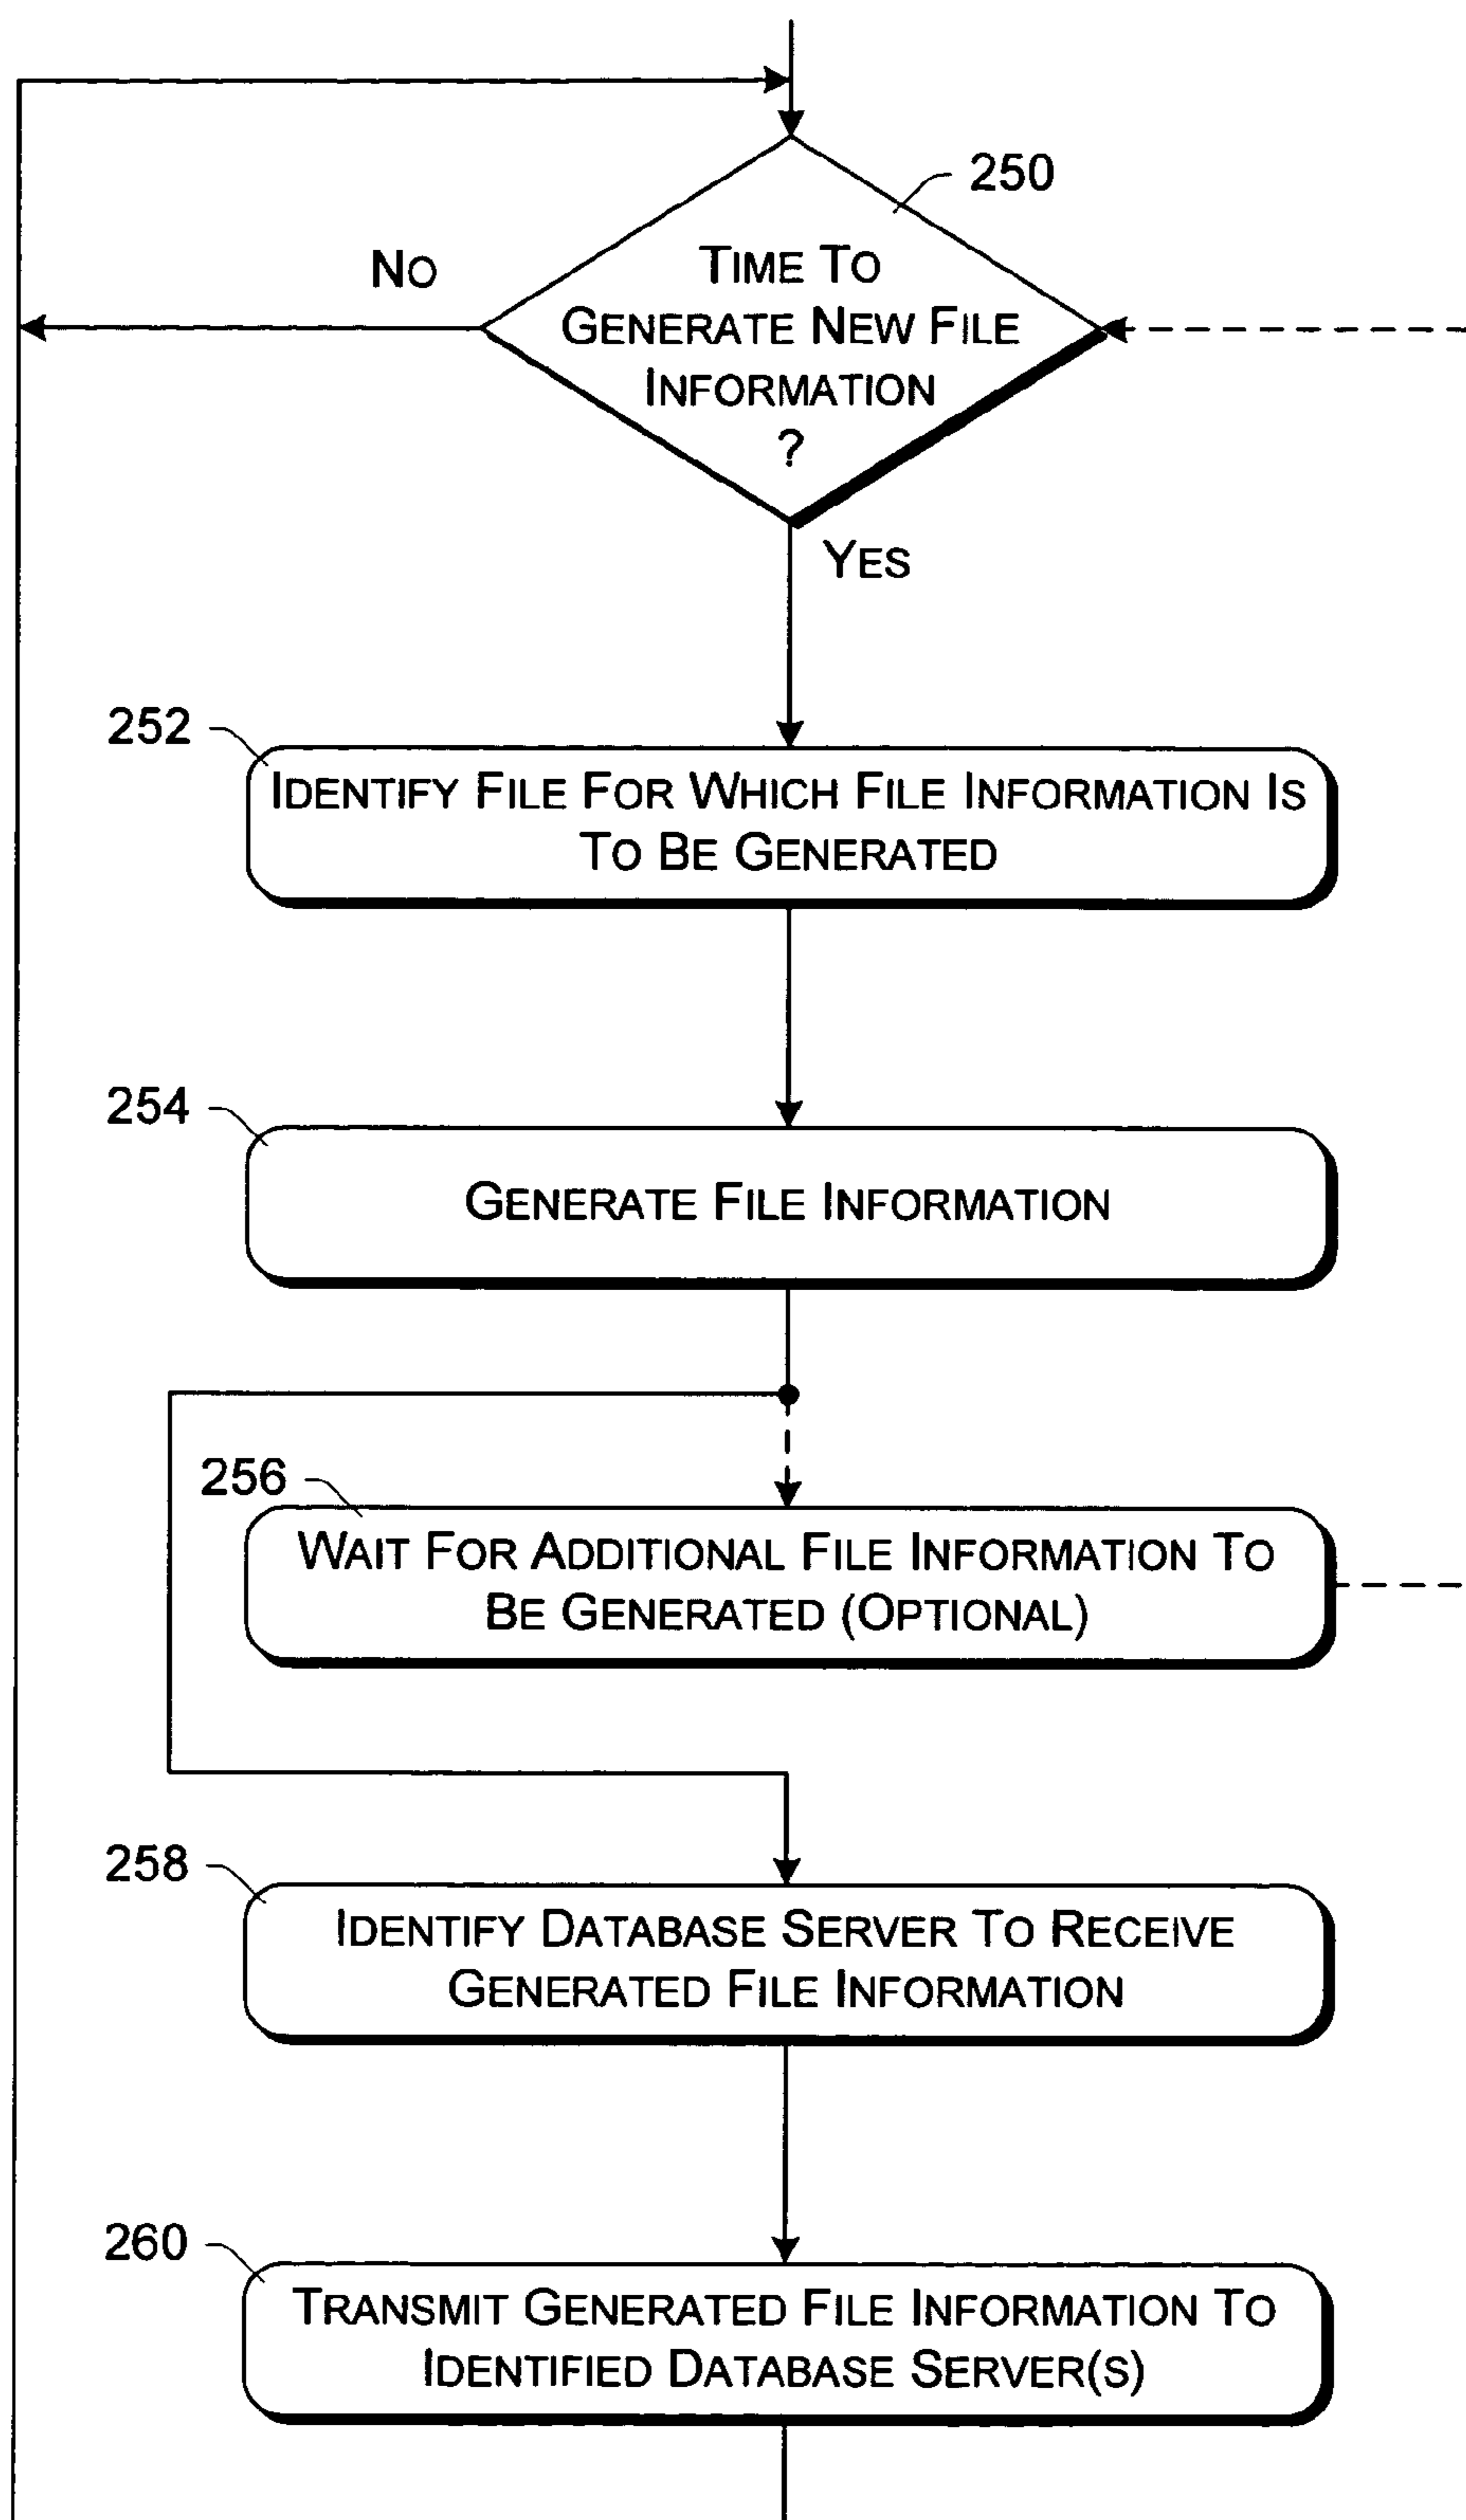 250
NO
TIME TO
GENERATE NEW FILE
INFORMATION
?
YES
252
IDENTIFY FILE FOR WHICH FILE INFORMATION IS
TO BE GENERATED
254
GENERATE FILE INFORMATION
256
WAIT FOR ADDITIONAL FILE INFORMATION TO
BE GENERATED (OPTIONAL)
258
IDENTIFY DATABASE SERVER TO RECEIVE
GENERATED FILE INFORMATION
260
TRANSMIT GENERATED FILE INFORMATION TO
IDENTIFIED DATABASE SERVER(S)